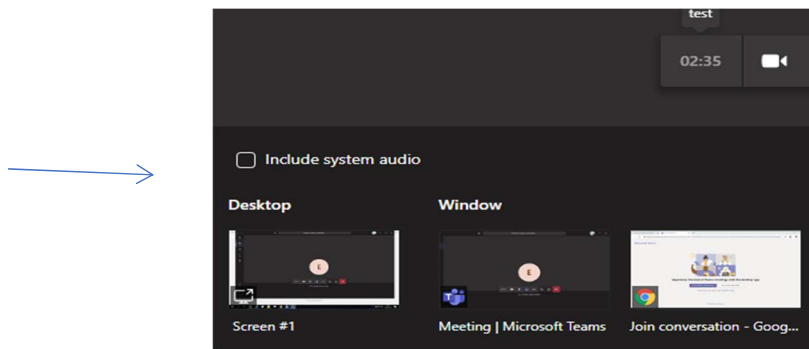 test
02:35
Include system audio
Desktop Window
E E
Screen #1 Meeting | Microsoft Teams Join conversation - Goog...